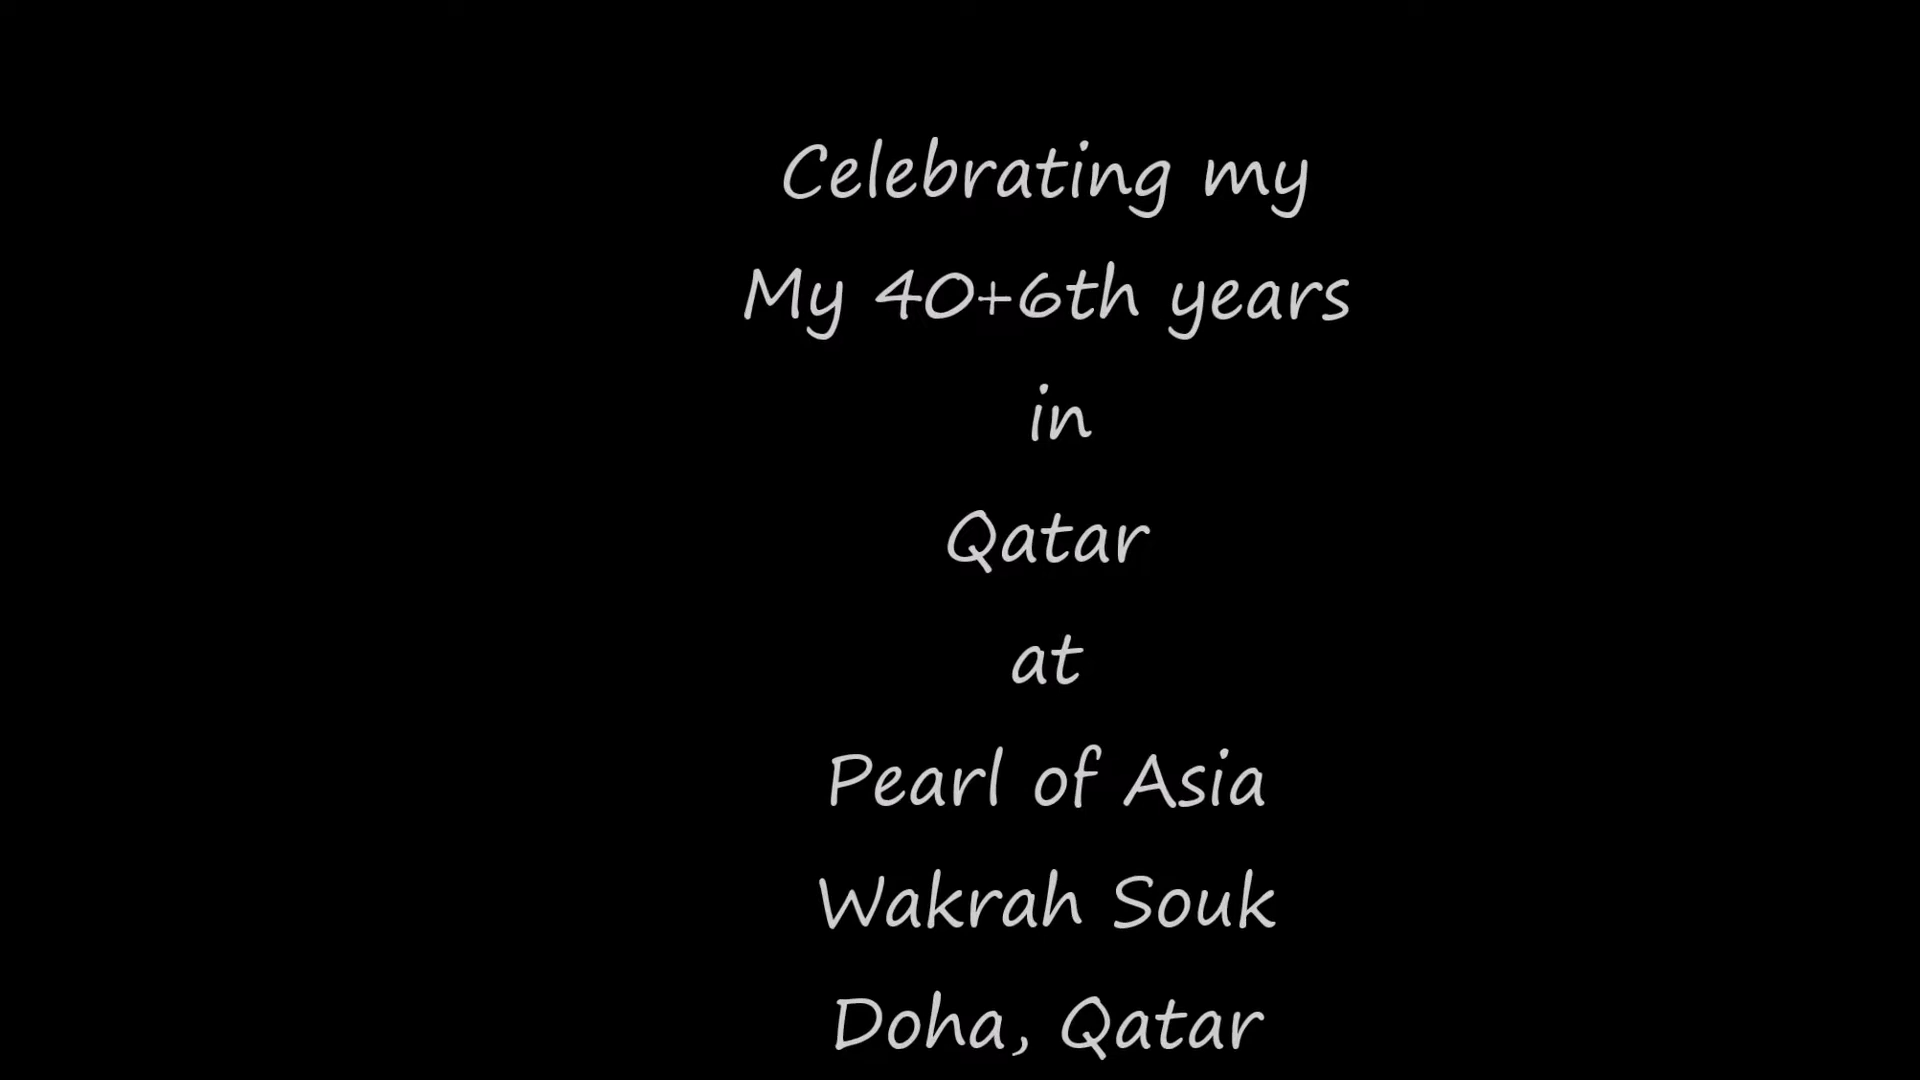 Celebrating my
My 40+6th years
in
Qatar
at
Pearl of Asia
Wakrah Souk
Doha, Qatar